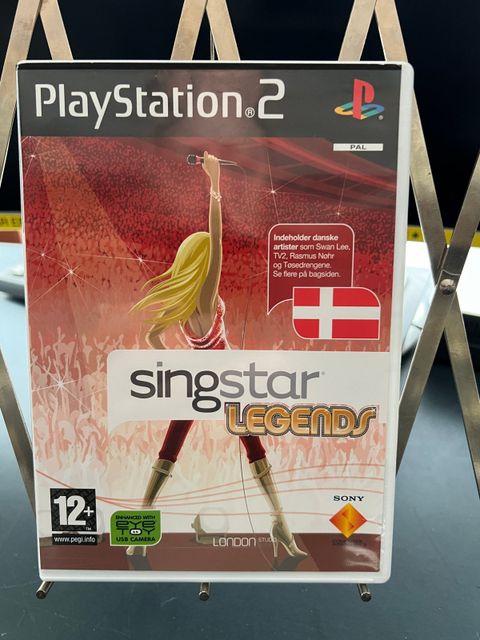 PlayStation®2
PAL
Indeholder danske
artister som Swan Lee,
TV2, Rasmus Nøhr
og Tøsedrengene.
Se flere på bagsiden.
singstar®
LEGENDS
12+
www.pegi.info
ENHANCED WITH
EYE
TOY
USB CAMERA
LONDON STUDIO
SONY